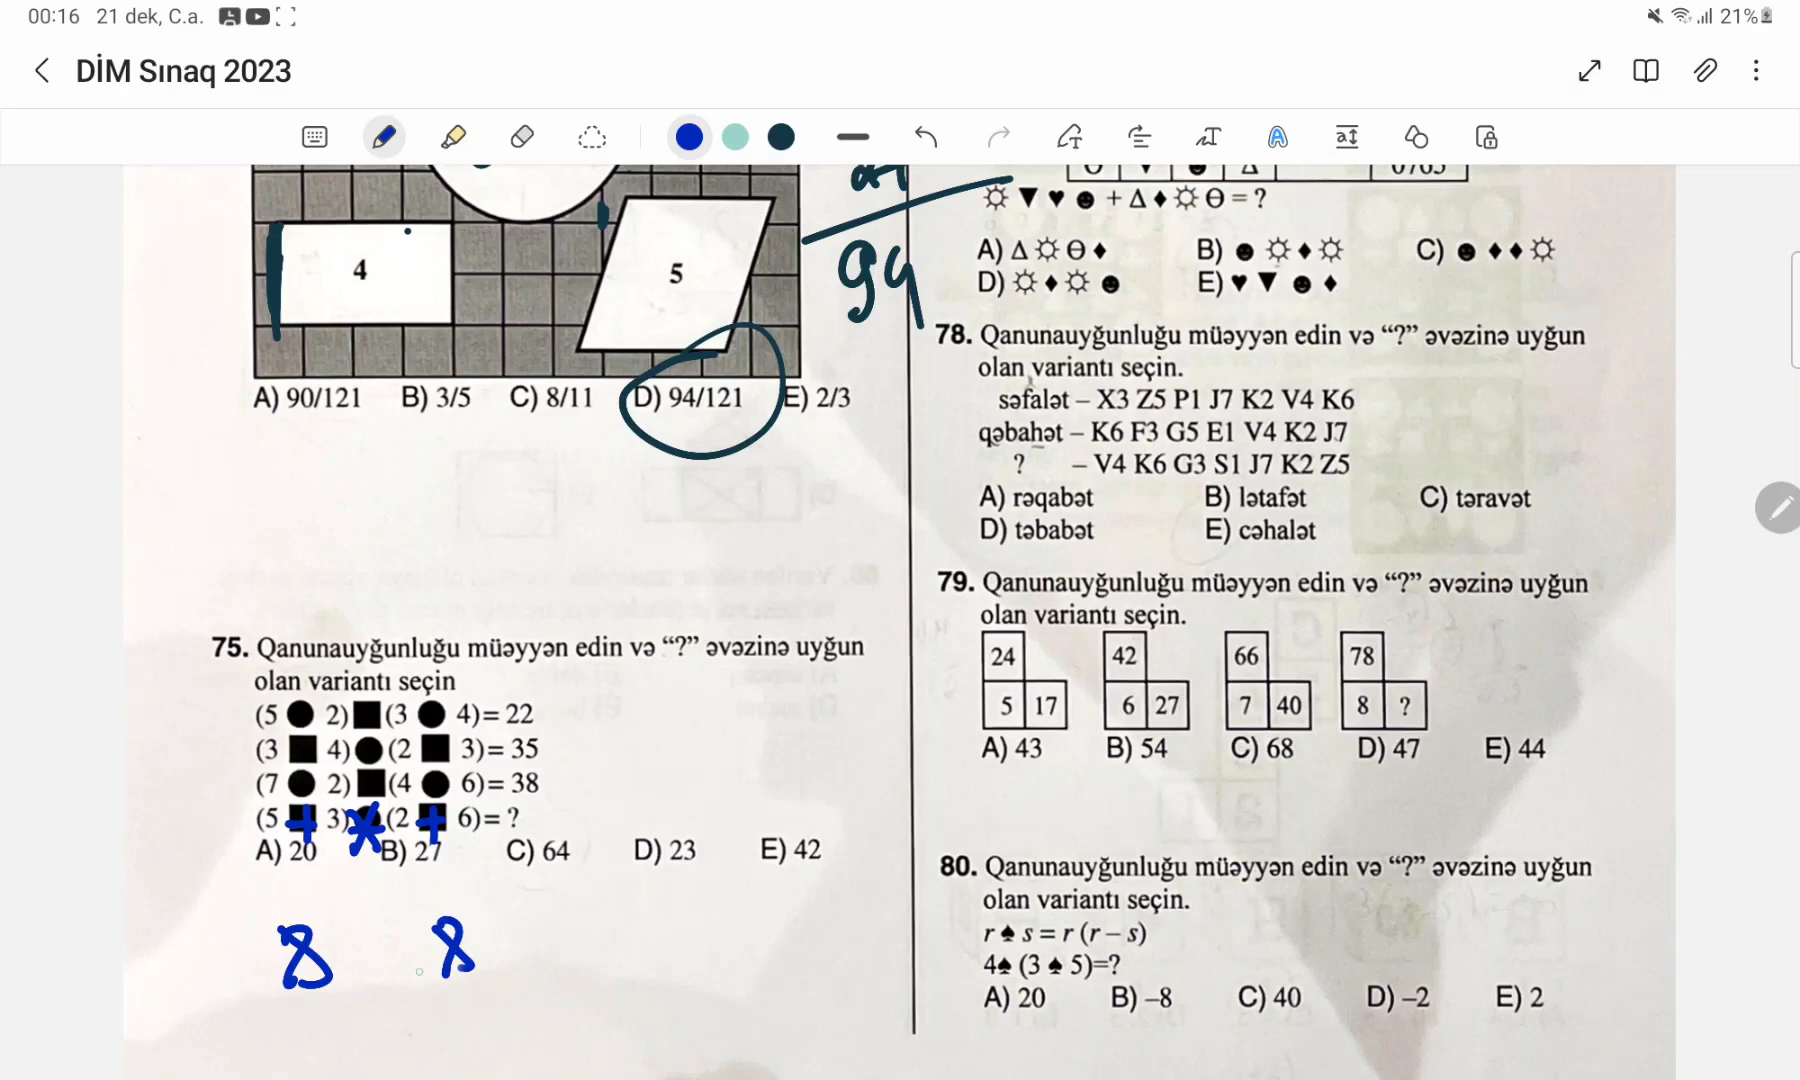 00:16 21 dek, C.a.
21%
DİM Sınaq 2023
4
5
94
A) 90/121 B) 3/5 C) 8/11 D) 94/121 E) 2/3
75. Qanunauyğunluğu müəyyən edin və “?” əvəzinə uyğun
olan variantı seçin
(5 ● 2) ■ (3 ● 4)= 22
(3 ■ 4) ● (2 ■ 3)= 35
(7 ● 2) ■ (4 ● 6)= 38
(5 + 3) * (2 + 6)= ?
A) 20 B) 27 C) 64 D) 23 E) 42
8 8
☼ ▼ ♥ ☻ + Δ ♦ ☼ Ѳ = ?
A) Δ ☼ Ѳ ♦ B) ☻ ☼ ♦ ☼ C) ☻ ♦ ♦ ☼
D) ☼ ♦ ☼ ☻ E) ♥ ▼ ☻ ♦
78. Qanunauyğunluğu müəyyən edin və “?” əvəzinə uyğun
olan variantı seçin.
səfalət – X3 Z5 P1 J7 K2 V4 K6
qəbahət – K6 F3 G5 E1 V4 K2 J7
? – V4 K6 G3 S1 J7 K2 Z5
A) rəqabət B) lətafət C) təravət
D) təbabət E) cəhalət
79. Qanunauyğunluğu müəyyən edin və “?” əvəzinə uyğun
olan variantı seçin.
24 42 66 78
5 17 6 27 7 40 8 ?
A) 43 B) 54 C) 68 D) 47 E) 44
80. Qanunauyğunluğu müəyyən edin və “?” əvəzinə uyğun
olan variantı seçin.
r ♠ s = r (r – s)
4♠ (3 ♠ 5)=?
A) 20 B) –8 C) 40 D) –2 E) 2